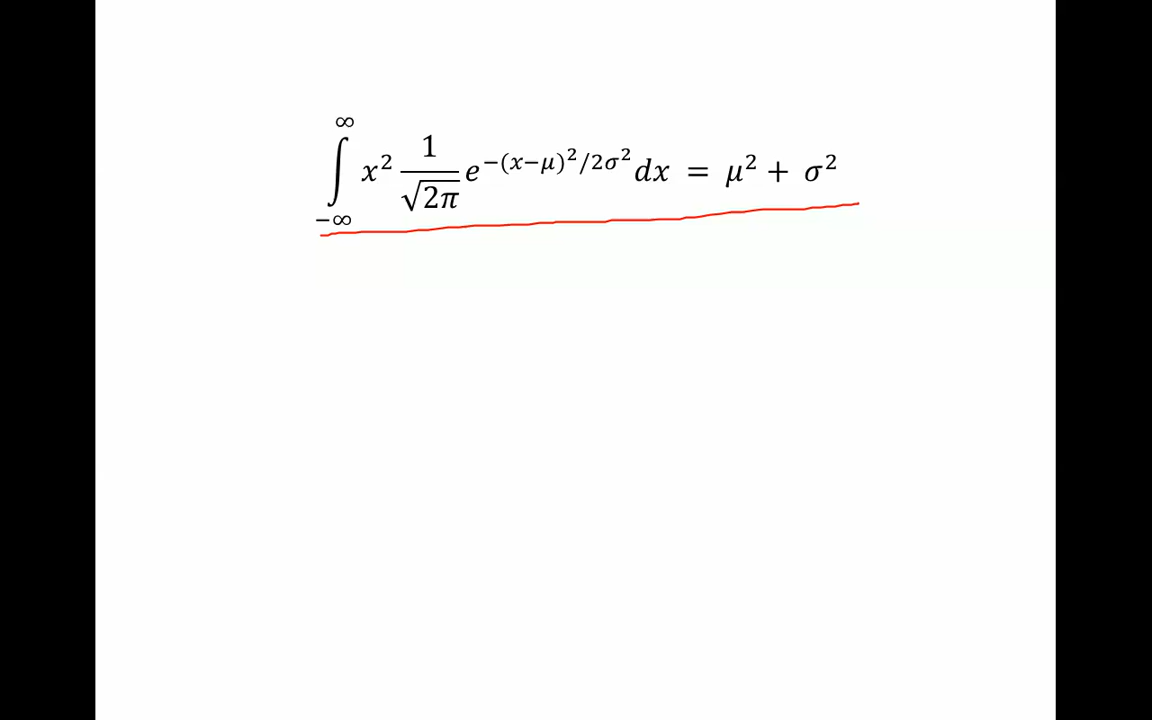 ∫_{−∞}^{∞} x² 1/√(2π) e^{−(x−μ)²/2σ²} dx = μ² + σ²